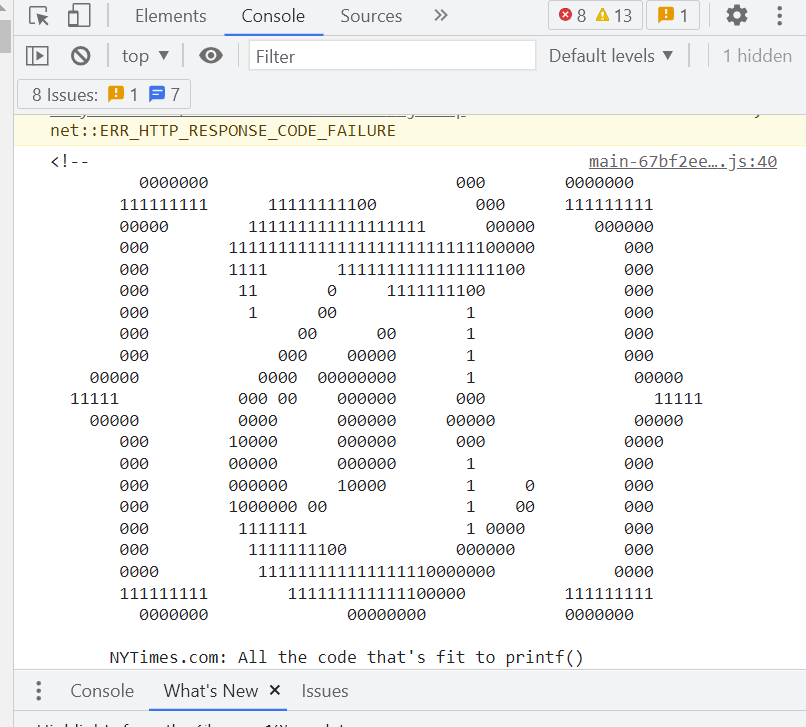 Elements Console Sources » 8 13 1
top ▼ Filter Default levels ▼ 1 hidden
8 Issues: 1 7
net::ERR_HTTP_RESPONSE_CODE_FAILURE
<!-- main-67bf2ee….js:40
       0000000                         000        0000000
     111111111      11111111100          000      111111111
     00000        111111111111111111      00000      000000
     000        1111111111111111111111111100000         000
     000        1111       1111111111111111100          000
     000         11       0     1111111100              000
     000          1      00             1               000
     000               00      00       1               000
     000             000    00000       1               000
  00000            0000  00000000       1                00000
11111            000 00    000000      000                 11111
  00000          0000      000000     00000              00000
     000        10000      000000      000              0000
     000        00000      000000       1               000
     000        000000     10000        1     0         000
     000        1000000 00              1    00         000
     000         1111111                1 0000          000
     000          1111111100           000000           000
     0000          111111111111111110000000            0000
     111111111        111111111111100000          111111111
       0000000              00000000              0000000
NYTimes.com: All the code that's fit to printf()
Console What's New × Issues